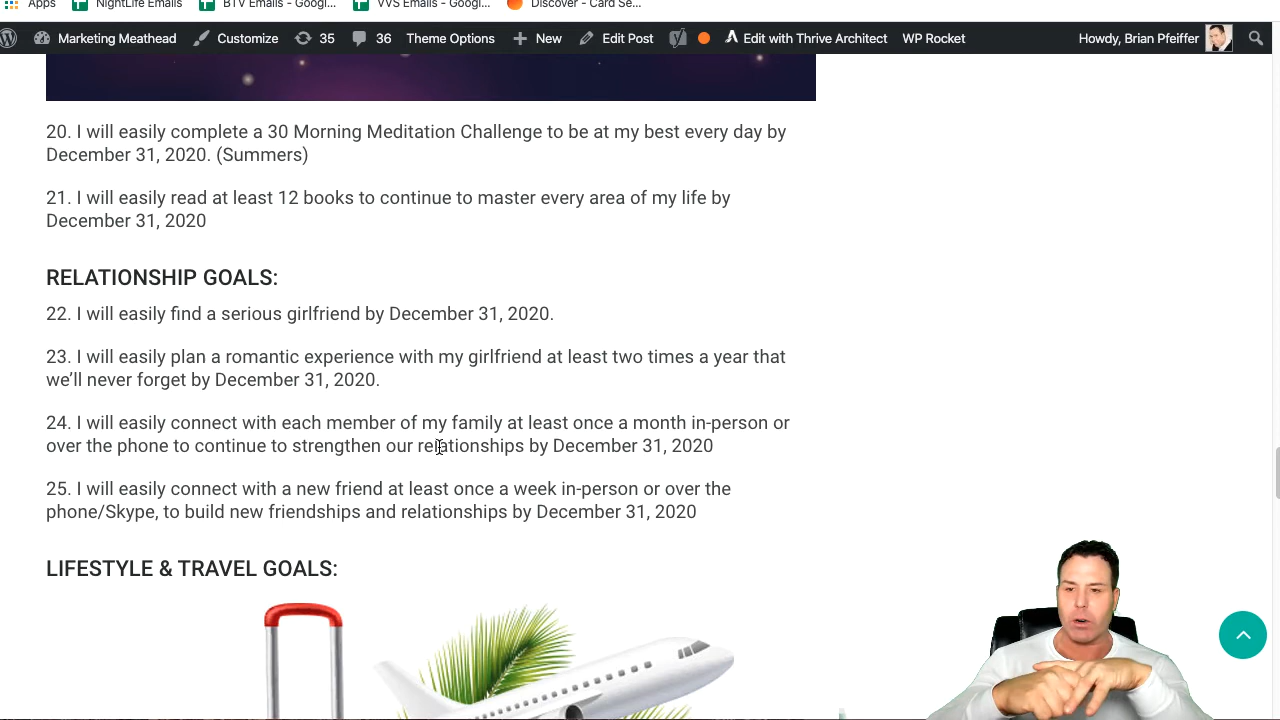 Apps NightLife Emails BTV Emails - Googl... VVS Emails - Googl... Discover - Card Se...
Marketing Meathead Customize 35 36 Theme Options New Edit Post Edit with Thrive Architect WP Rocket Howdy, Brian Pfeiffer
20. I will easily complete a 30 Morning Meditation Challenge to be at my best every day by
December 31, 2020. (Summers)
21. I will easily read at least 12 books to continue to master every area of my life by
December 31, 2020
RELATIONSHIP GOALS:
22. I will easily find a serious girlfriend by December 31, 2020.
23. I will easily plan a romantic experience with my girlfriend at least two times a year that
we'll never forget by December 31, 2020.
24. I will easily connect with each member of my family at least once a month in-person or
over the phone to continue to strengthen our relationships by December 31, 2020
25. I will easily connect with a new friend at least once a week in-person or over the
phone/Skype, to build new friendships and relationships by December 31, 2020
LIFESTYLE & TRAVEL GOALS: